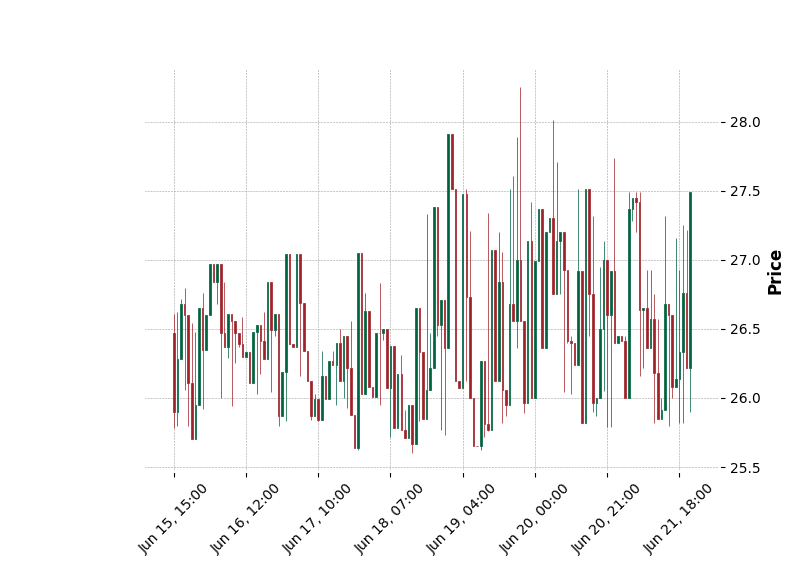 28.0
27.5
27.0
26.5
26.0
25.5
Price
Jun 15, 15:00
Jun 16, 12:00
Jun 17, 10:00
Jun 18, 07:00
Jun 19, 04:00
Jun 20, 00:00
Jun 20, 21:00
Jun 21, 18:00